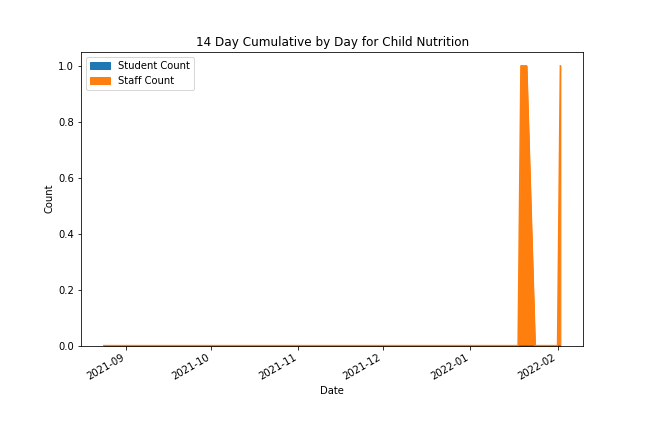 14 Day Cumulative by Day for Child Nutrition
Student Count
Staff Count
1.0
0.8
0.6
0.4
0.2
0.0
Count
2021-09
2021-10
2021-11
2021-12
2022-01
2022-02
Date